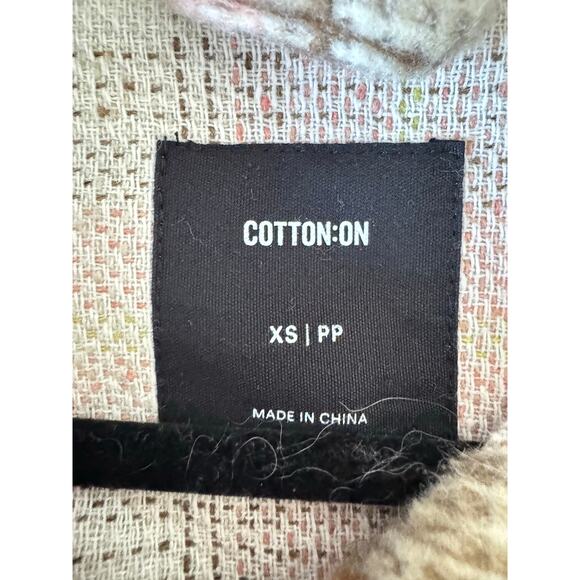 COTTON:ON
XS | PP
MADE IN CHINA